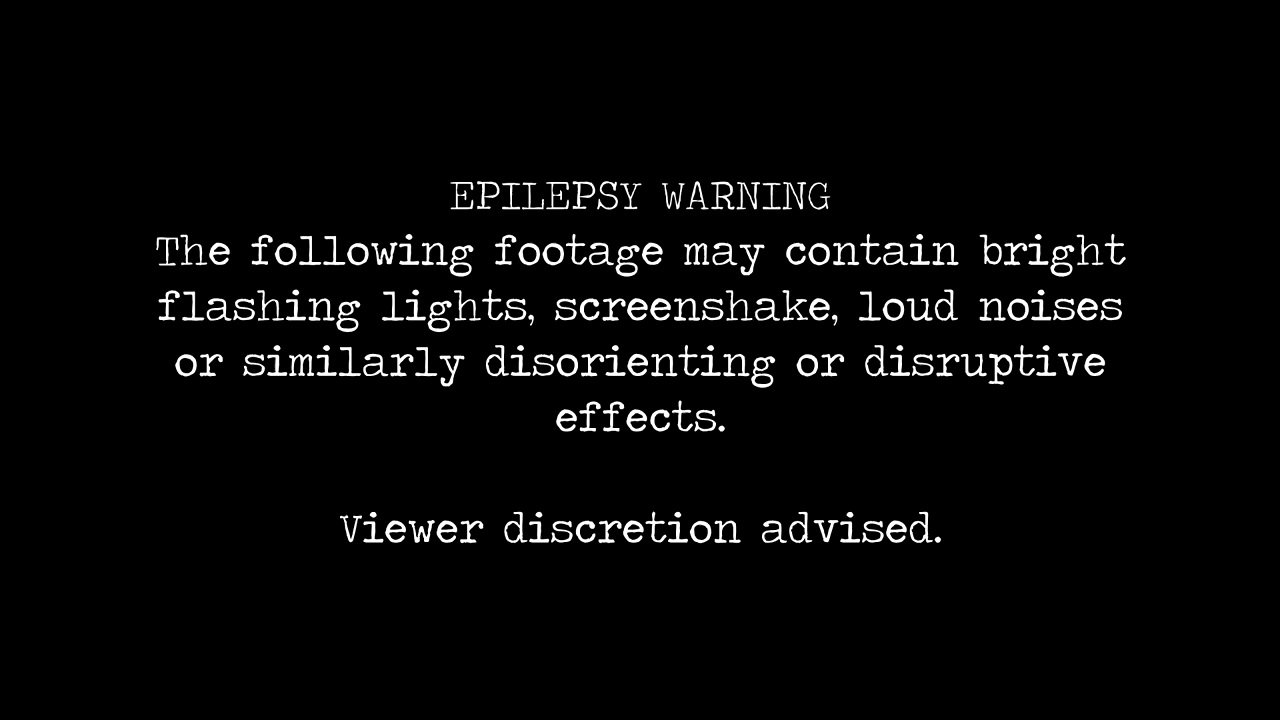 EPILEPSY WARNING
The following footage may contain bright
flashing lights, screenshake, loud noises
or similarly disorienting or disruptive
effects.
Viewer discretion advised.